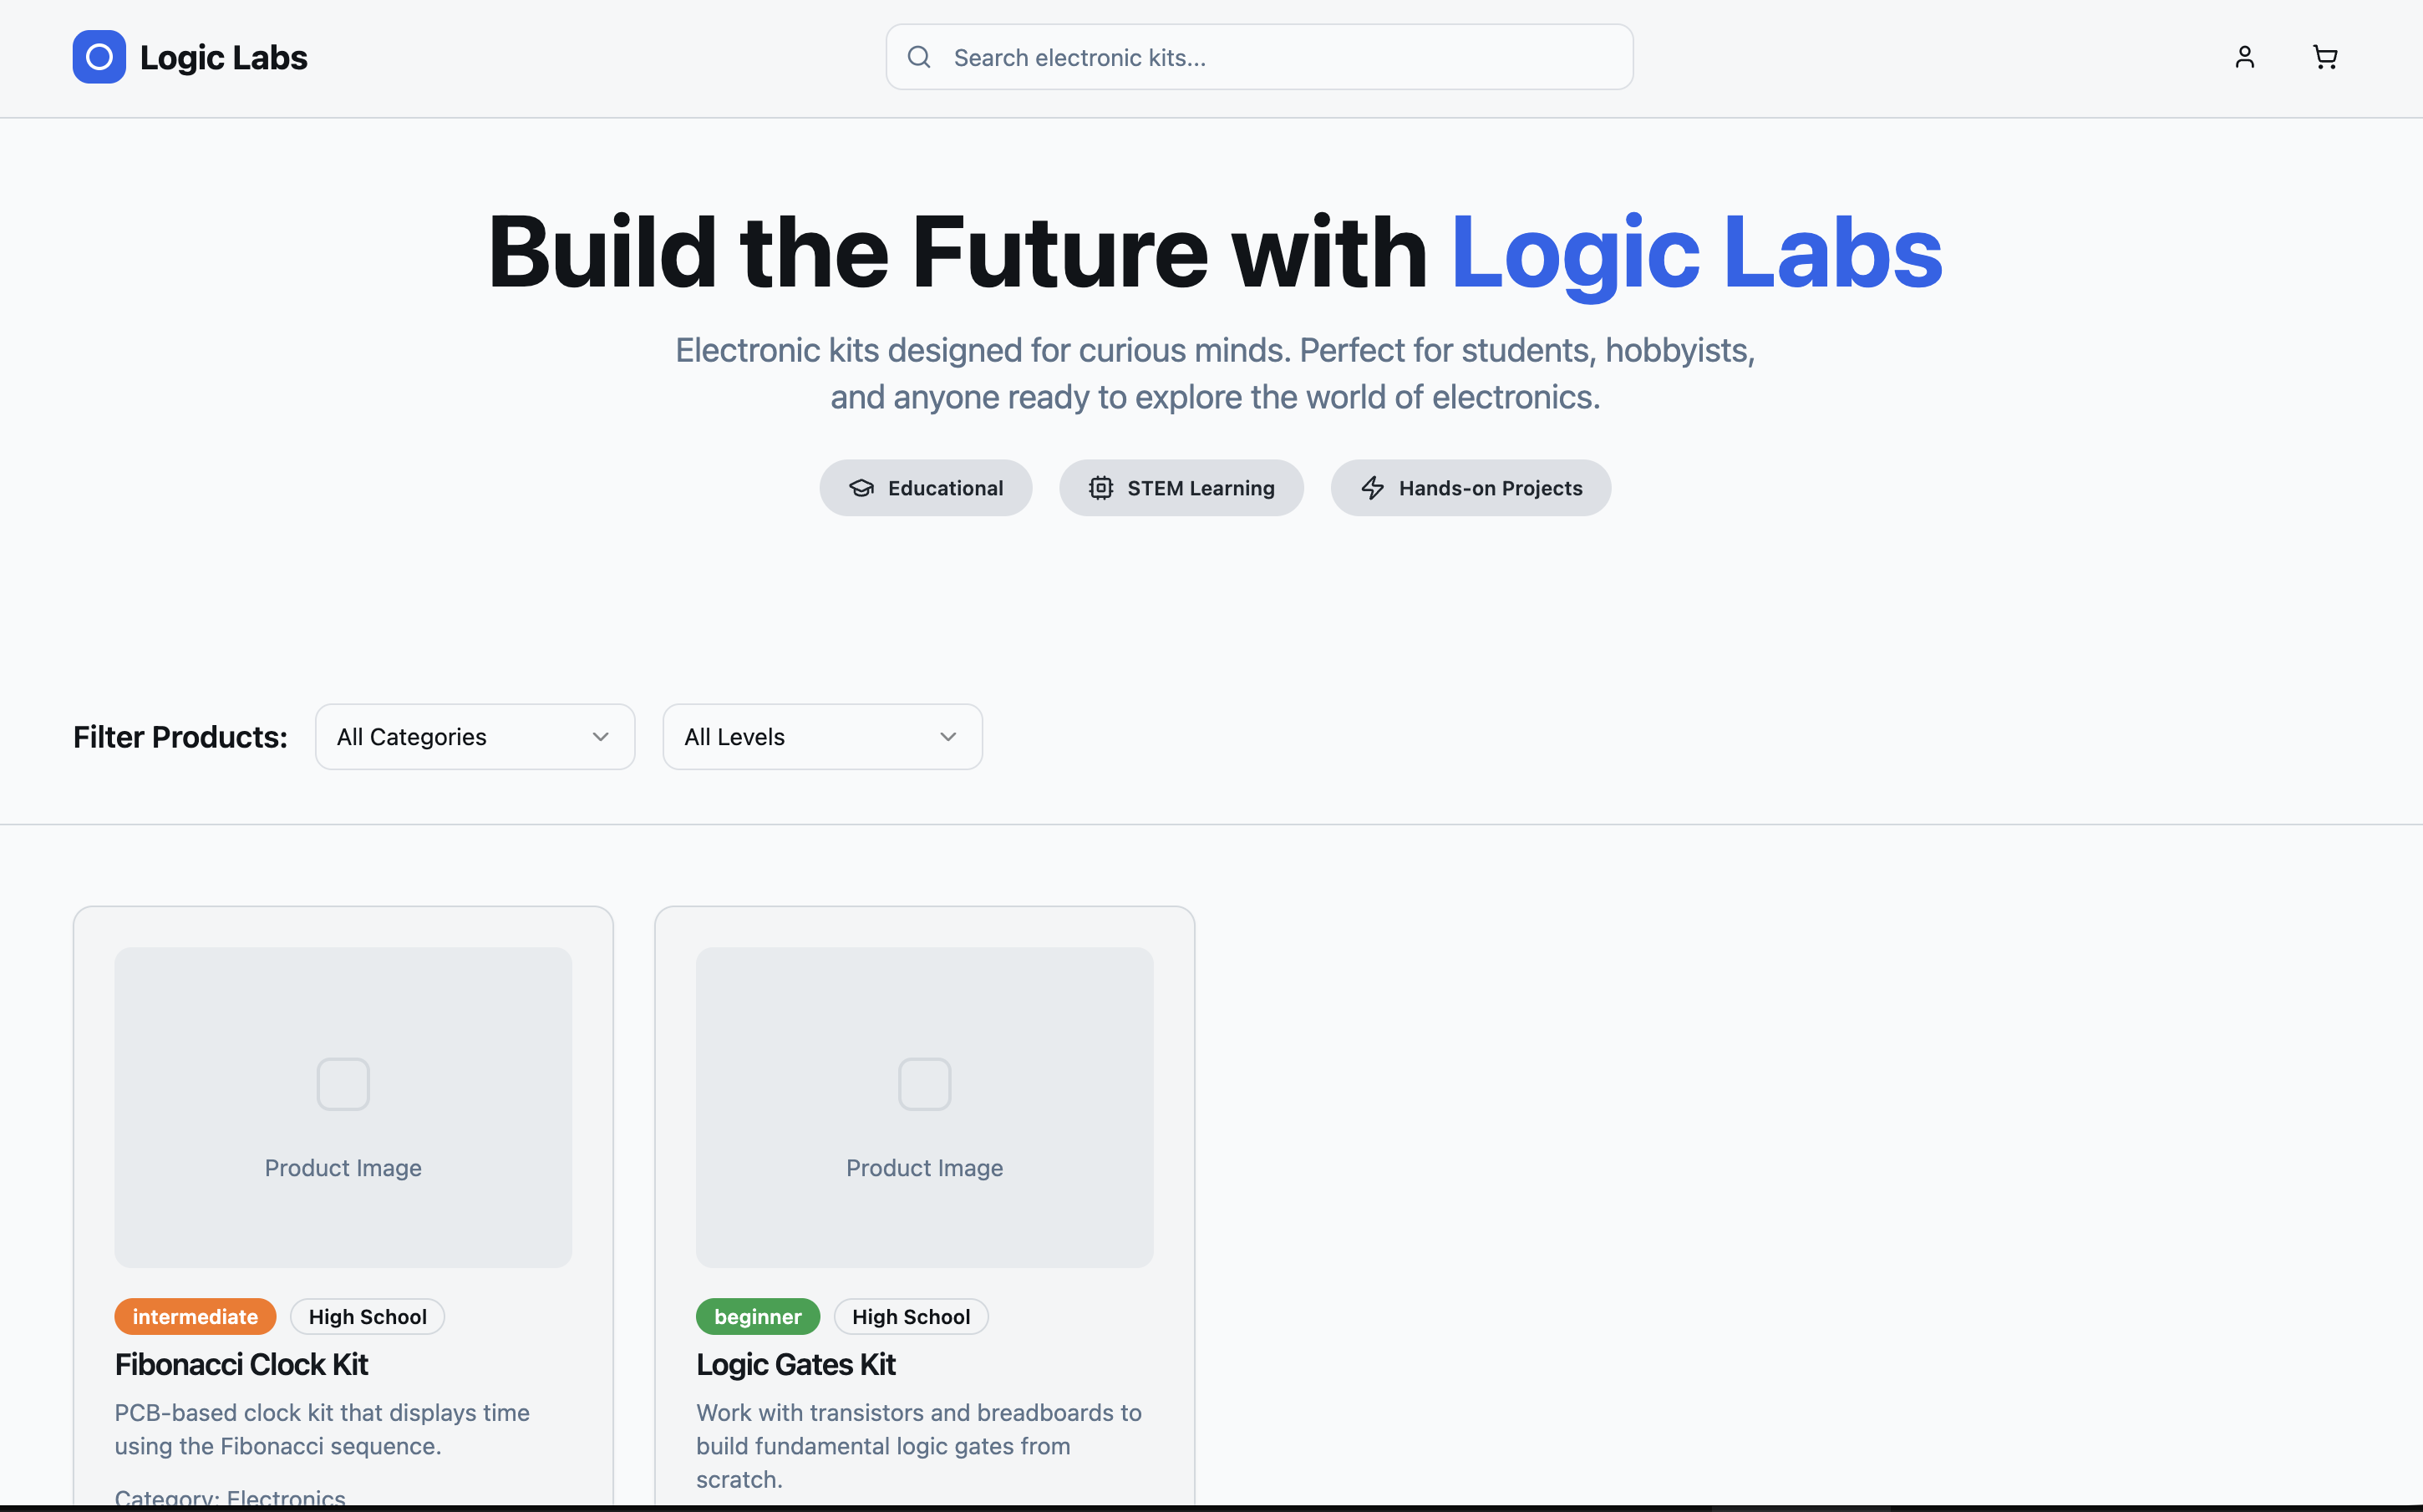 Logic Labs
Search electronic kits...
Build the Future with Logic Labs
Electronic kits designed for curious minds. Perfect for students, hobbyists,
and anyone ready to explore the world of electronics.
Educational
STEM Learning
Hands-on Projects
Filter Products:
All Categories
All Levels
Product Image
intermediate
High School
Fibonacci Clock Kit
PCB-based clock kit that displays time
using the Fibonacci sequence.
Category: Electronics
Product Image
beginner
High School
Logic Gates Kit
Work with transistors and breadboards to
build fundamental logic gates from
scratch.